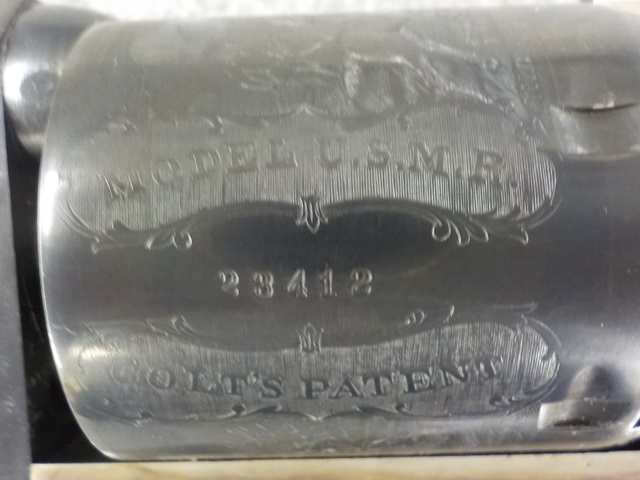 MODEL U.S.M.R.
23412
COLT'S PATENT